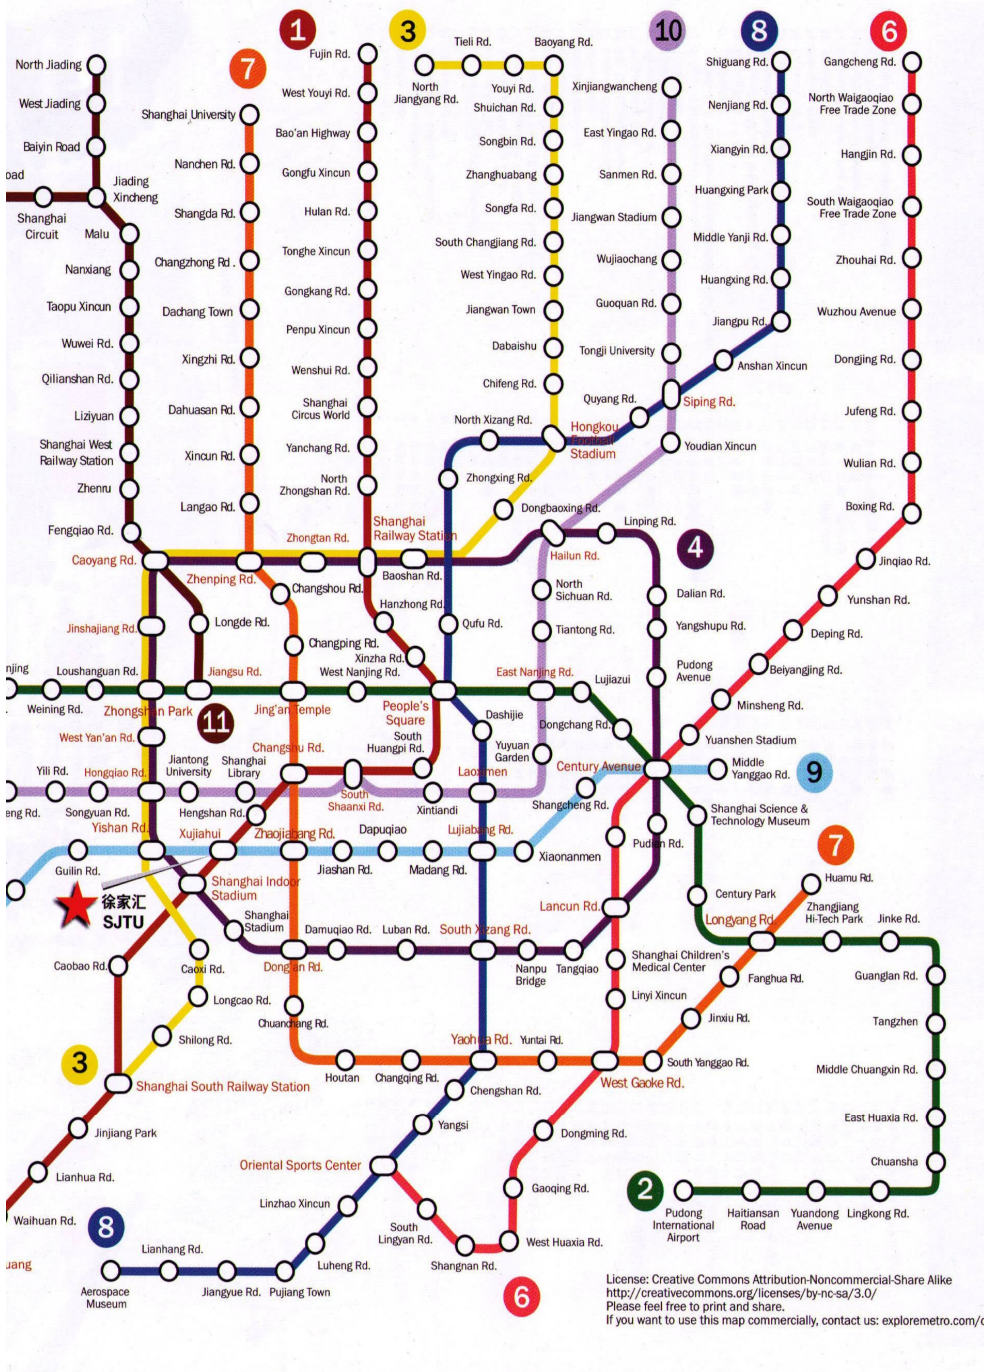 1
3
10
8
6
7
North Jiading
West Jiading
Baiyin Road
oad
Shanghai
Circuit
Jiading
Xincheng
Malu
Nanxiang
Taopu Xincun
Wuwei Rd.
Qilianshan Rd.
Liziyuan
Shanghai West
Railway Station
Zhenru
Fengqiao Rd.
Caoyang Rd.
Shanghai University
Nanchen Rd.
Shangda Rd.
Changzhong Rd .
Dachang Town
Xingzhi Rd.
Dahuasan Rd.
Xincun Rd.
Langao Rd.
Zhenping Rd.
Fujin Rd.
West Youyi Rd.
Bao'an Highway
Gongfu Xincun
Hulan Rd.
Tonghe Xincun
Gongkang Rd.
Penpu Xincun
Wenshui Rd.
Shanghai
Circus World
Yanchang Rd.
North
Zhongshan Rd.
Shanghai
Railway Station
Zhongtan Rd.
Baoshan Rd.
North
Jiangyang Rd.
Tieli Rd.
Youyi Rd.
Baoyang Rd.
Shuichan Rd.
Songbin Rd.
Zhanghuabang
Songfa Rd.
South Changjiang Rd.
West Yingao Rd.
Jiangwan Town
Dabaishu
Chifeng Rd.
North Xizang Rd.
Hongkou
Football
Stadium
Zhongxing Rd.
Dongbaoxing Rd.
Xinjiangwancheng
East Yingao Rd.
Sanmen Rd.
Jiangwan Stadium
Wujiaochang
Guoquan Rd.
Tongji University
Quyang Rd.
Siping Rd.
Youdian Xincun
Shiguang Rd.
Nenjiang Rd.
Xiangyin Rd.
Huangxing Park
Middle Yanji Rd.
Huangxing Rd.
Jiangpu Rd.
Anshan Xincun
Gangcheng Rd.
North Waigaoqiao
Free Trade Zone
Hangjin Rd.
South Waigaoqiao
Free Trade Zone
Zhouhai Rd.
Wuzhou Avenue
Dongjing Rd.
Jufeng Rd.
Wulian Rd.
Boxing Rd.
Jinqiao Rd.
Yunshan Rd.
Deping Rd.
Beiyangjing Rd.
Minsheng Rd.
Yuanshen Stadium
4
Hailun Rd.
Linping Rd.
Dalian Rd.
Yangshupu Rd.
Pudong
Avenue
North
Sichuan Rd.
Tiantong Rd.
East Nanjing Rd.
Lujiazui
Dongchang Rd.
Century Avenue
Middle
Yanggao Rd.
9
Changshou Rd.
Changping Rd.
Hanzhong Rd.
Xinzha Rd.
Qufu Rd.
Jinshajiang Rd.
Longde Rd.
njing
Weining Rd.
Loushanguan Rd.
Zhongshan Park
Jiangsu Rd.
11
Jing'an Temple
West Nanjing Rd.
People's
Square
South
Huangpi Rd.
Dashijie
Yuyuan
Garden
West Yan'an Rd.
Changshu Rd.
Yili Rd.
eng Rd.
Songyuan Rd.
Hongqiao Rd.
Jiantong
University
Shanghai
Library
Hengshan Rd.
South
Shaanxi Rd.
Xintiandi
Laoximen
Shangcheng Rd.
Shanghai Science &
Technology Museum
Yishan Rd.
Xujiahui
Zhaojiabang Rd.
Dapuqiao
Lujiabang Rd.
Guilin Rd.
Jiashan Rd.
Madang Rd.
Xiaonanmen
Pudian Rd.
7
Huamu Rd.
徐家汇
SJTU
Shanghai Indoor
Stadium
Shanghai
Stadium
Lancun Rd.
Century Park
Longyang Rd.
Zhangjiang
Hi-Tech Park
Jinke Rd.
Damuqiao Rd.
Luban Rd.
South Xizang Rd.
Caobao Rd.
Caoxi Rd.
Dong'an Rd.
Nanpu
Bridge
Tangqiao
Shanghai Children's
Medical Center
Fanghua Rd.
Guanglan Rd.
Longcao Rd.
Chuanchang Rd.
Linyi Xincun
Jinxiu Rd.
Tangzhen
Shilong Rd.
Yaohua Rd.
Yuntai Rd.
3
Shanghai South Railway Station
Houtan
Changqing Rd.
Chengshan Rd.
West Gaoke Rd.
South Yanggao Rd.
Middle Chuangxin Rd.
Jinjiang Park
Yangsi
Dongming Rd.
East Huaxia Rd.
Lianhua Rd.
Oriental Sports Center
Chuansha
Waihuan Rd.
Linzhao Xincun
Gaoqing Rd.
2
Pudong
International
Airport
Haitiansan
Road
Yuandong
Avenue
Lingkong Rd.
8
South
Lingyan Rd.
West Huaxia Rd.
uang
Lianhang Rd.
Luheng Rd.
Shangnan Rd.
Aerospace
Museum
Jiangyue Rd.
Pujiang Town
6
License: Creative Commons Attribution-Noncommercial-Share Alike
http://creativecommons.org/licenses/by-nc-sa/3.0/
Please feel free to print and share.
If you want to use this map commercially, contact us: exploremetro.com/c